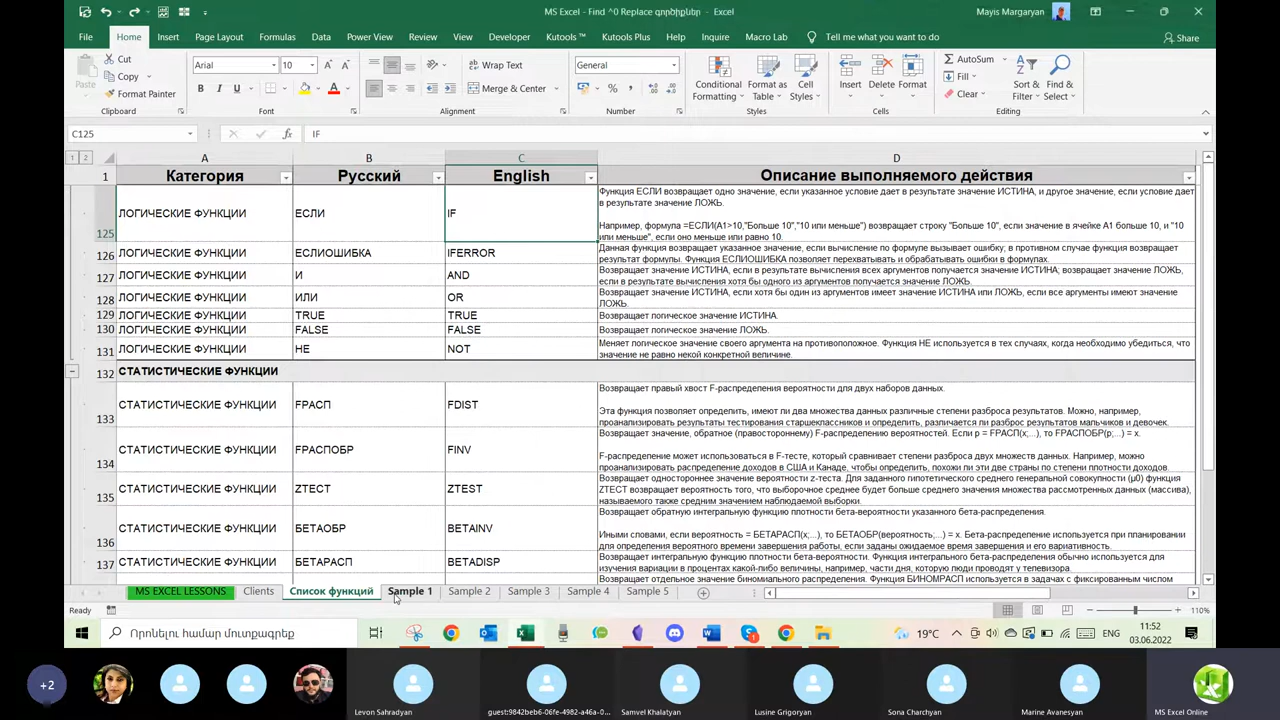 MS Excel - Find ^0 Replace գործիքներ - Excel
Mayis Margaryan
File Home Insert Page Layout Formulas Data Power View Review View Developer Kutools ™ Kutools Plus Help Inquire Macro Lab Tell me what you want to do Share
Paste
Cut
Copy
Format Painter
Clipboard
Arial 10
B I U
Font
Wrap Text
Merge & Center
Alignment
General
% ,
Number
Conditional Formatting
Format as Table
Cell Styles
Styles
Insert Delete Format
Cells
AutoSum
Fill
Clear
Sort & Filter
Find & Select
Editing
C125 fx IF
1 2 A B C D
1 Категория Русский English Описание выполняемого действия
125 ЛОГИЧЕСКИЕ ФУНКЦИИ ЕСЛИ IF
Функция ЕСЛИ возвращает одно значение, если указанное условие дает в результате значение ИСТИНА, и другое значение, если условие дает
в результате значение ЛОЖЬ.
Например, формула =ЕСЛИ(A1>10,"Больше 10","10 или меньше") возвращает строку "Больше 10", если значение в ячейке A1 больше 10, и "10
или меньше", если оно меньше или равно 10.
126 ЛОГИЧЕСКИЕ ФУНКЦИИ ЕСЛИОШИБКА IFERROR
Данная функция возвращает указанное значение, если вычисление по формуле вызывает ошибку; в противном случае функция возвращает
результат формулы. Функция ЕСЛИОШИБКА позволяет перехватывать и обрабатывать ошибки в формулах.
127 ЛОГИЧЕСКИЕ ФУНКЦИИ И AND
Возвращает значение ИСТИНА, если в результате вычисления всех аргументов получается значение ИСТИНА; возвращает значение ЛОЖЬ,
если в результате вычисления хотя бы одного из аргументов получается значение ЛОЖЬ.
128 ЛОГИЧЕСКИЕ ФУНКЦИИ ИЛИ OR
Возвращает значение ИСТИНА, если хотя бы один из аргументов имеет значение ИСТИНА или ЛОЖЬ, если все аргументы имеют значение
ЛОЖЬ.
129 ЛОГИЧЕСКИЕ ФУНКЦИИ TRUE TRUE Возвращает логическое значение ИСТИНА.
130 ЛОГИЧЕСКИЕ ФУНКЦИИ FALSE FALSE Возвращает логическое значение ЛОЖЬ.
131 ЛОГИЧЕСКИЕ ФУНКЦИИ НЕ NOT
Меняет логическое значение своего аргумента на противоположное. Функция НЕ используется в тех случаях, когда необходимо убедиться, что
значение не равно некой конкретной величине.
132 СТАТИСТИЧЕСКИЕ ФУНКЦИИ
133 СТАТИСТИЧЕСКИЕ ФУНКЦИИ FРАСП FDIST
Возвращает правый хвост F-распределения вероятности для двух наборов данных.
Эта функция позволяет определить, имеют ли два множества данных различные степени разброса результатов. Можно, например,
проанализировать результаты тестирования старшеклассников и определить, различается ли разброс результатов мальчиков и девочек.
134 СТАТИСТИЧЕСКИЕ ФУНКЦИИ FРАСПОБР FINV
Возвращает значение, обратное (правостороннему) F-распределению вероятностей. Если p = FРАСП(x;...), то FРАСПОБР(p;...) = x.
F-распределение может использоваться в F-тесте, который сравнивает степени разброса двух множеств данных. Например, можно
проанализировать распределение доходов в США и Канаде, чтобы определить, похожи ли эти две страны по степени плотности доходов.
135 СТАТИСТИЧЕСКИЕ ФУНКЦИИ ZТЕСТ ZTEST
Возвращает одностороннее значение вероятности z-теста. Для заданного гипотетического среднего генеральной совокупности (μ0) функция
ZТЕСТ возвращает вероятность того, что выборочное среднее будет больше среднего значения множества рассмотренных данных (массива),
называемого также средним значением наблюдаемой выборки.
136 СТАТИСТИЧЕСКИЕ ФУНКЦИИ БЕТАОБР BETAINV
Возвращает обратную интегральную функцию плотности бета-вероятности указанного бета-распределения.
Иными словами, если вероятность = БЕТАРАСП(x;...), то БЕТАОБР(вероятность;...) = x. Бета-распределение используется при ппанировании
для определения вероятного времени завершения работы, если заданы ожидаемое время завершения и его вариативность.
137 СТАТИСТИЧЕСКИЕ ФУНКЦИИ БЕТАРАСП BETADISP
Возвращает интегральную функцию плотности бета-вероятности. Функция интегрального бета-распределения обычно используется для
изучения вариации в процентах какой-либо величины, например, части дня, которую люди проводят у телевизора.
Возвращает отдельное значение биномиального распределения. Функция БИНОМРАСП используется в задачах с фиксированным числом
MS EXCEL LESSONS Clients Список функций Sample 1 Sample 2 Sample 3 Sample 4 Sample 5
Ready 110%
Որոնելու համար մուտքագրեք
19°C ENG 11:52
03.06.2022
+2 Levon Sahradyan guest:9842beb6-06fe-4982-a46a-0... Samvel Khalatyan Lusine Grigoryan Sona Charchyan Marine Avanesyan MS Excel Online